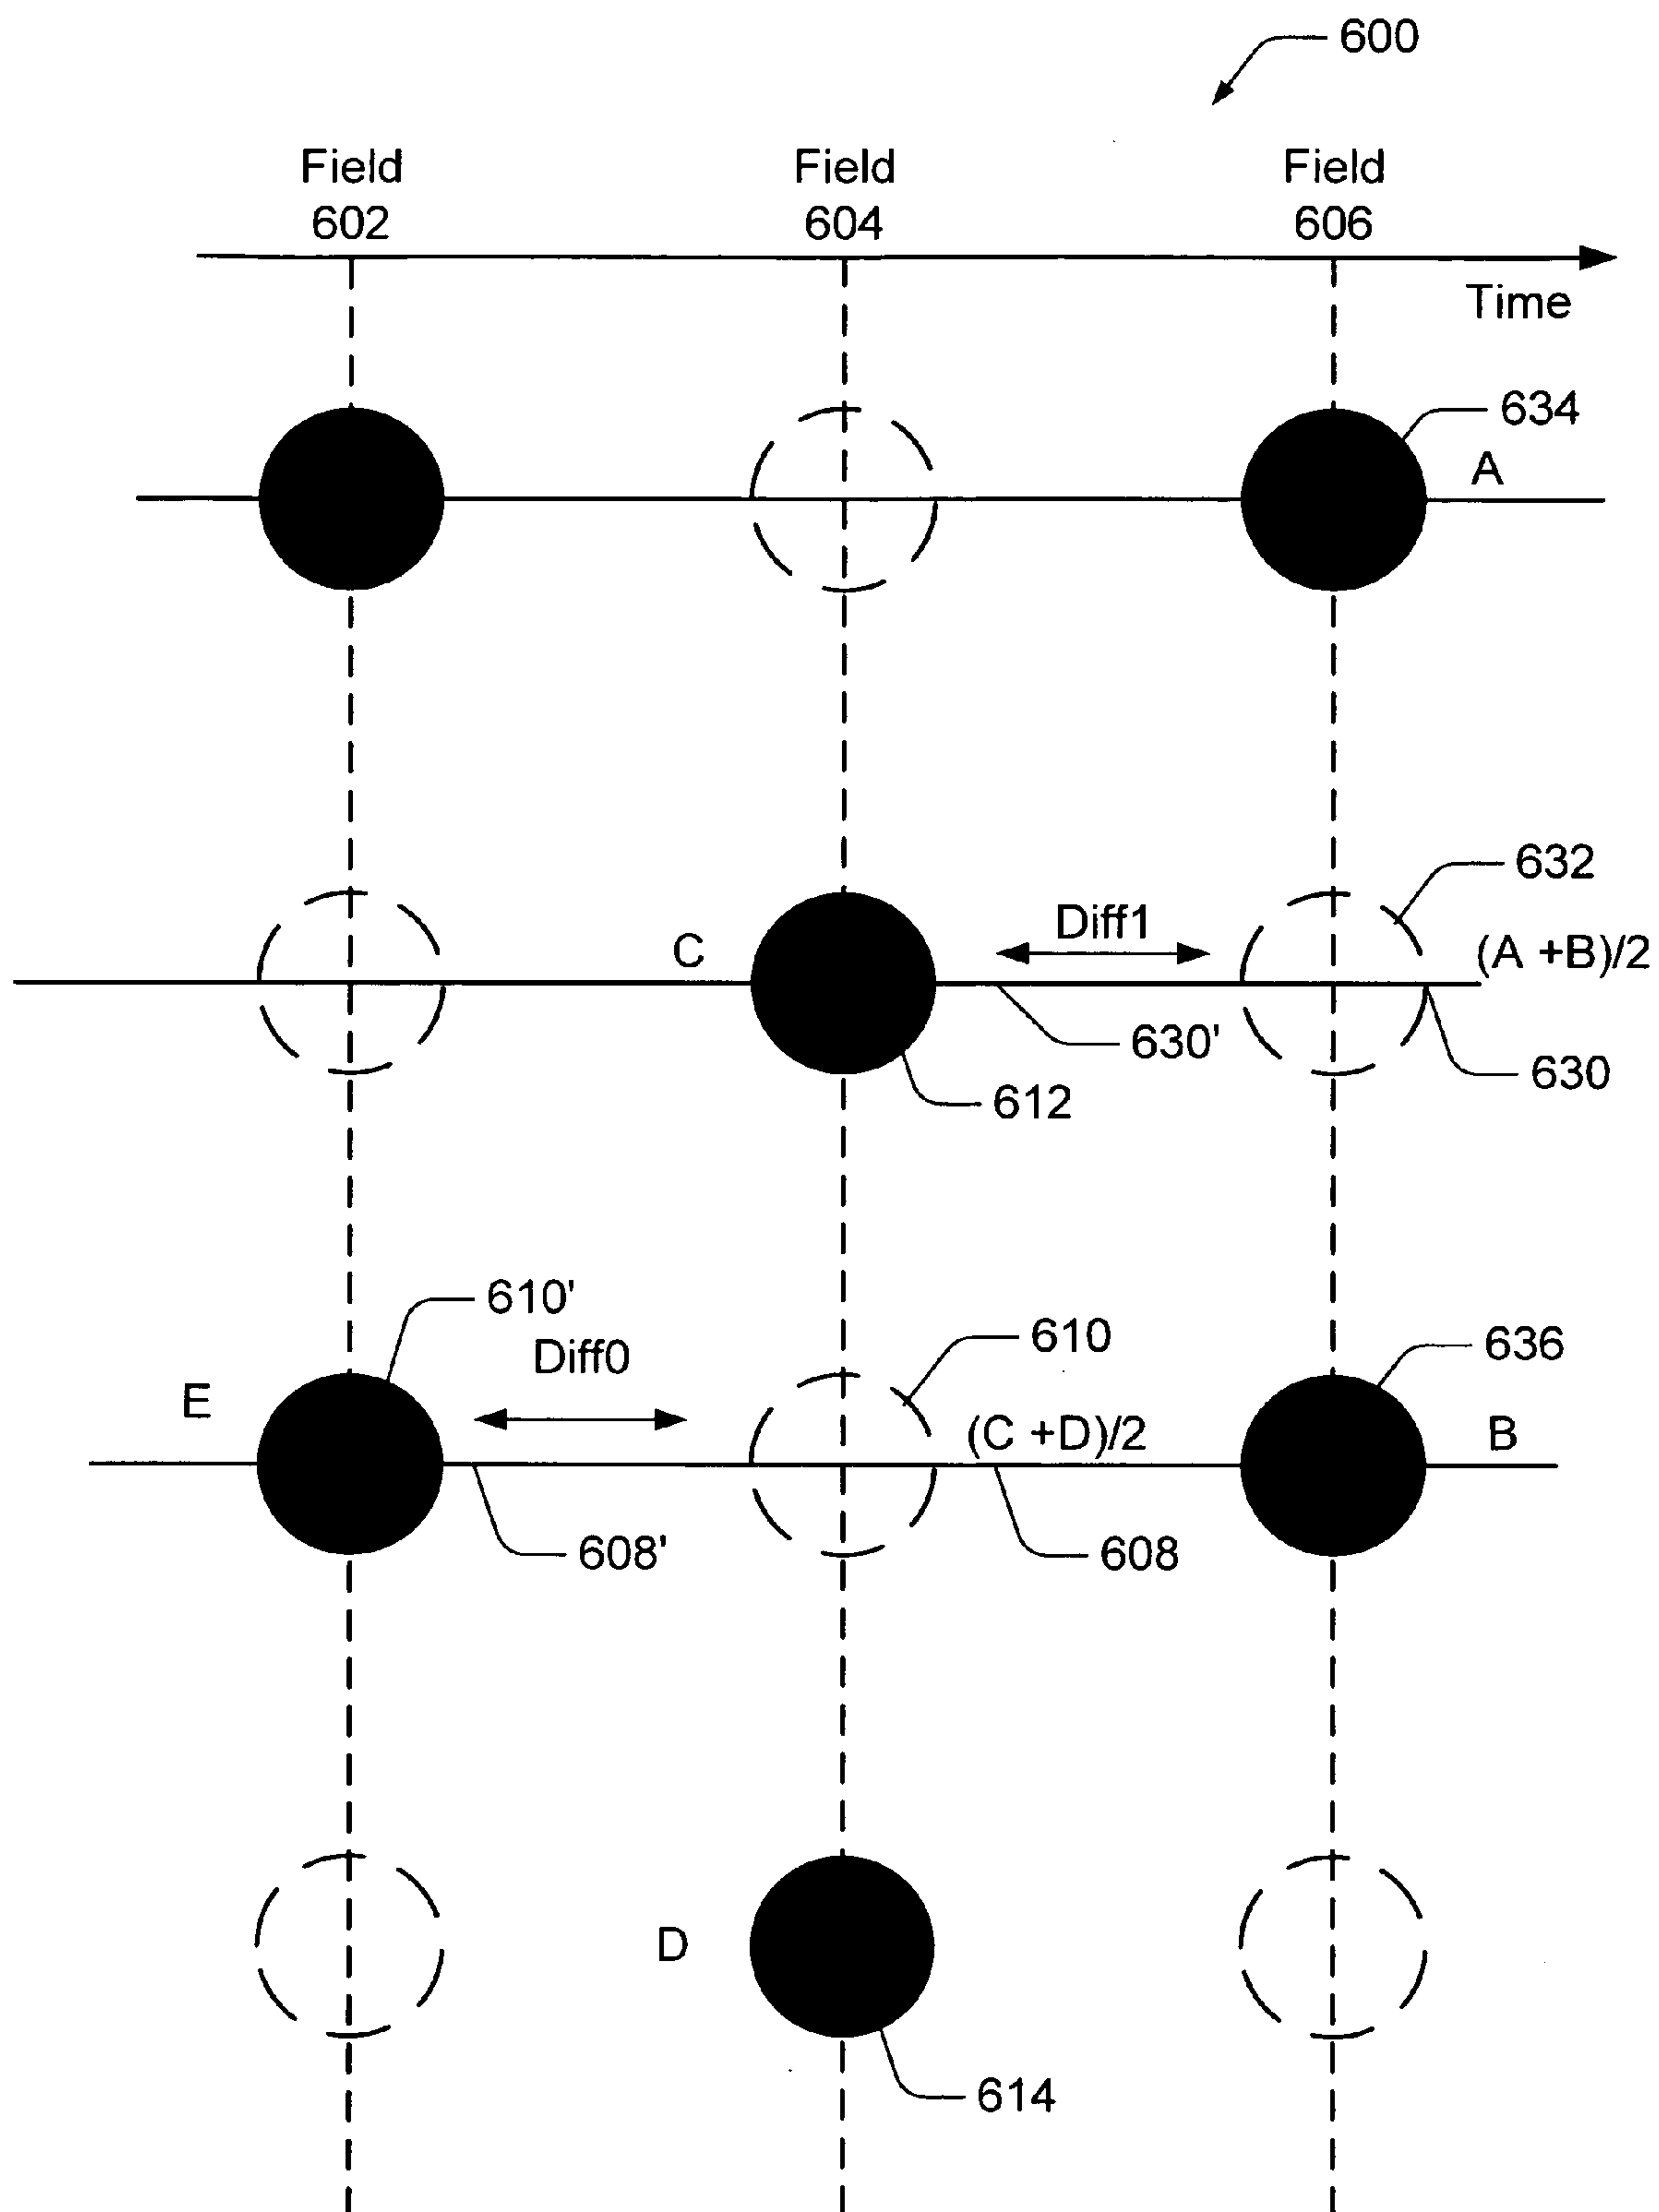 600
Field
602
Field
604
Field
606
Time
634
A
632
C
Diff1
(A +B)/2
630'
630
612
610'
610
636
Diff0
E
(C +D)/2
B
608'
608
D
614